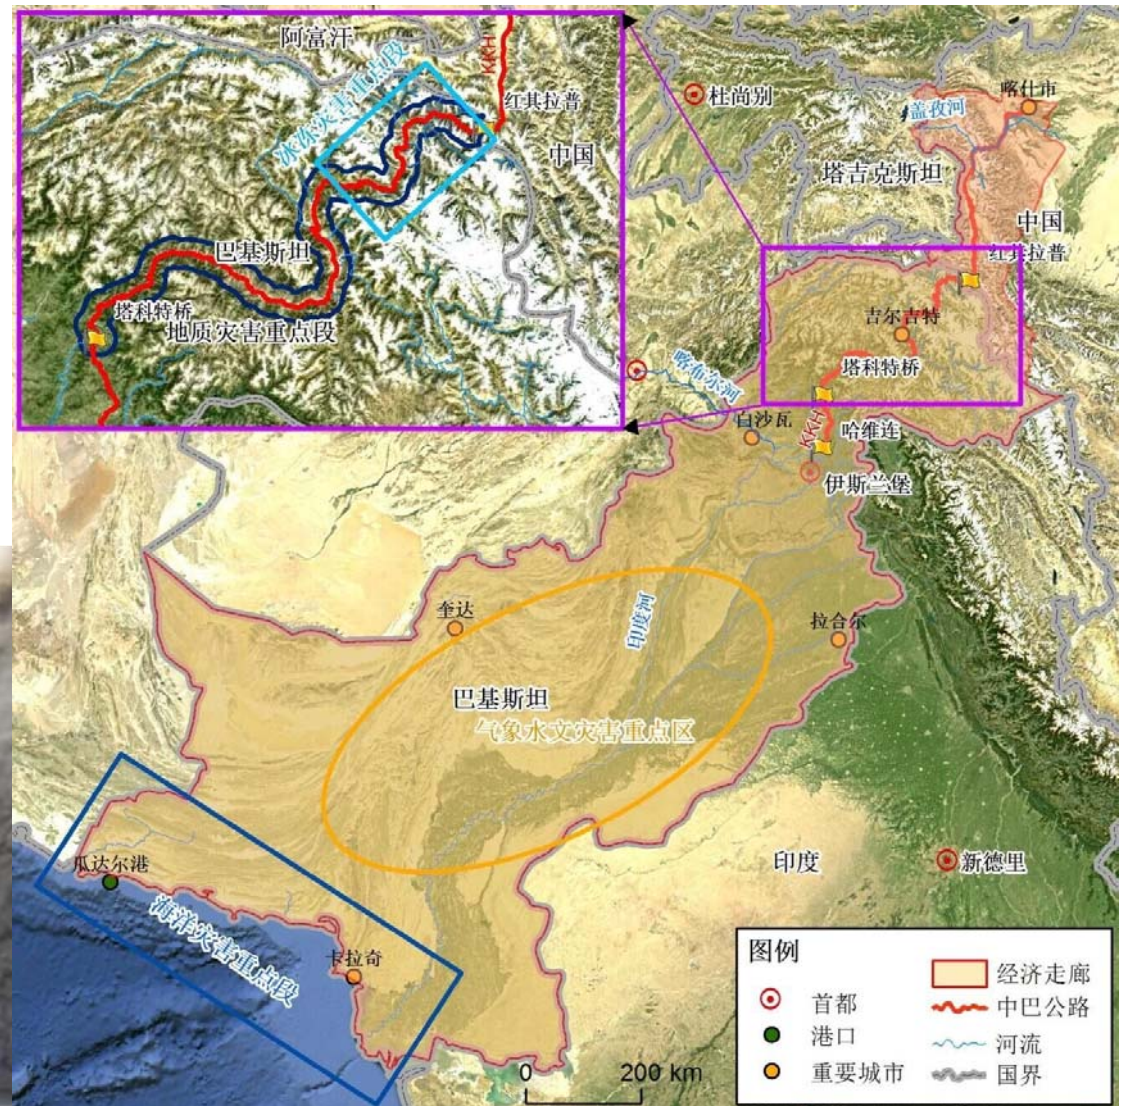 阿富汗
冰冻灾害重点段
KKH
红其拉普
中国
巴基斯坦
塔科特桥
地质灾害重点段
杜尚别
喀什市
盖孜河
塔吉克斯坦
中国
红其拉普
吉尔吉特
塔科特桥
喀布尔河
白沙瓦
KKH
哈维连
伊斯兰堡
奎达
印度河
拉合尔
巴基斯坦
气象水文灾害重点区
瓜达尔港
海洋灾害重点段
卡拉奇
印度
新德里
图例
首都
港口
重要城市
经济走廊
中巴公路
河流
国界
0 200 km